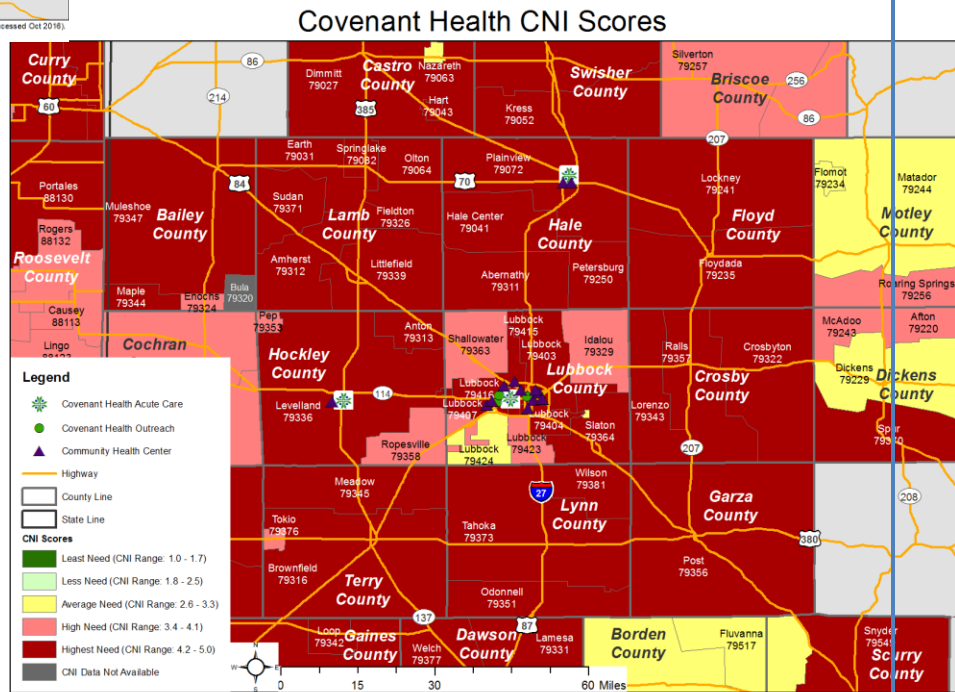 cessed Oct 2016).
Covenant Health CNI Scores
Curry
County
60
86
214
Dimmitt
79027
Castro
County
Nazareth
79063
Hart
79043
385
Kress
79052
Swisher
County
Silverton
79257
Briscoe
County
256
86
207
Portales
88130
Rogers
88132
Roosevelt
County
Causey
88113
Lingo
Muleshoe
79347
Bailey
County
84
Maple
79344
Enochs
79324
Bula
79320
Earth
79031
Springlake
79082
Olton
79064
Sudan
79371
Lamb
County
Fieldton
79326
Amherst
79312
Littlefield
79339
70
Plainview
79072
Hale Center
79041
Hale
County
Abernathy
79311
Petersburg
79250
Lockney
79241
Floyd
County
Floydada
79235
Flomot
79234
Matador
79244
Motley
County
Roaring Springs
79256
Afton
79220
McAdoo
79243
Dickens
79229
Dickens
County
Spur
79370
Cochran
Pep
79353
Hockley
County
Anton
79313
Levelland
79336
114
Ropesville
79358
Shallowater
79363
Lubbock
79415
Lubbock
79403
Idalou
79329
Lubbock
County
Lubbock
79416
Lubbock
79407
Lubbock
79404
Slaton
79364
Lubbock
79424
Lubbock
79423
Ralls
79357
Crosbyton
79322
Crosby
County
Lorenzo
79343
207
Meadow
79345
Tokio
79376
Brownfield
79316
Terry
County
137
27
Wilson
79381
Lynn
County
Tahoka
79373
Odonnell
79351
Garza
County
Post
79356
380
208
Loop
79342
Gaines
County
Welch
79377
Dawson
County
87
Lamesa
79331
Borden
County
Fluvanna
79517
Snyder
79549
Scurry
County
Legend
Covenant Health Acute Care
Covenant Health Outreach
Community Health Center
Highway
County Line
State Line
CNI Scores
Least Need (CNI Range: 1.0 - 1.7)
Less Need (CNI Range: 1.8 - 2.5)
Average Need (CNI Range: 2.6 - 3.3)
High Need (CNI Range: 3.4 - 4.1)
Highest Need (CNI Range: 4.2 - 5.0)
CNI Data Not Available
N
W E
S
0 15 30 60 Miles